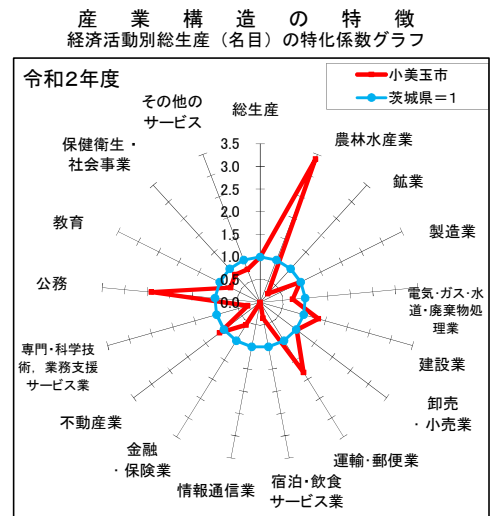 産業構造の特徴
経済活動別総生産（名目）の特化係数グラフ
令和2年度
小美玉市
茨城県＝1
総生産
農林水産業
鉱業
製造業
電気･ガス･水
道･廃棄物処
理業
建設業
卸売
・小売業
運輸･郵便業
宿泊・飲食
サービス業
情報通信業
金融
・保険業
不動産業
専門・科学技
術，業務支援
サービス業
公務
教育
保健衛生・
社会事業
その他の
サービス
3.5
3.0
2.5
2.0
1.5
1.0
0.5
0.0